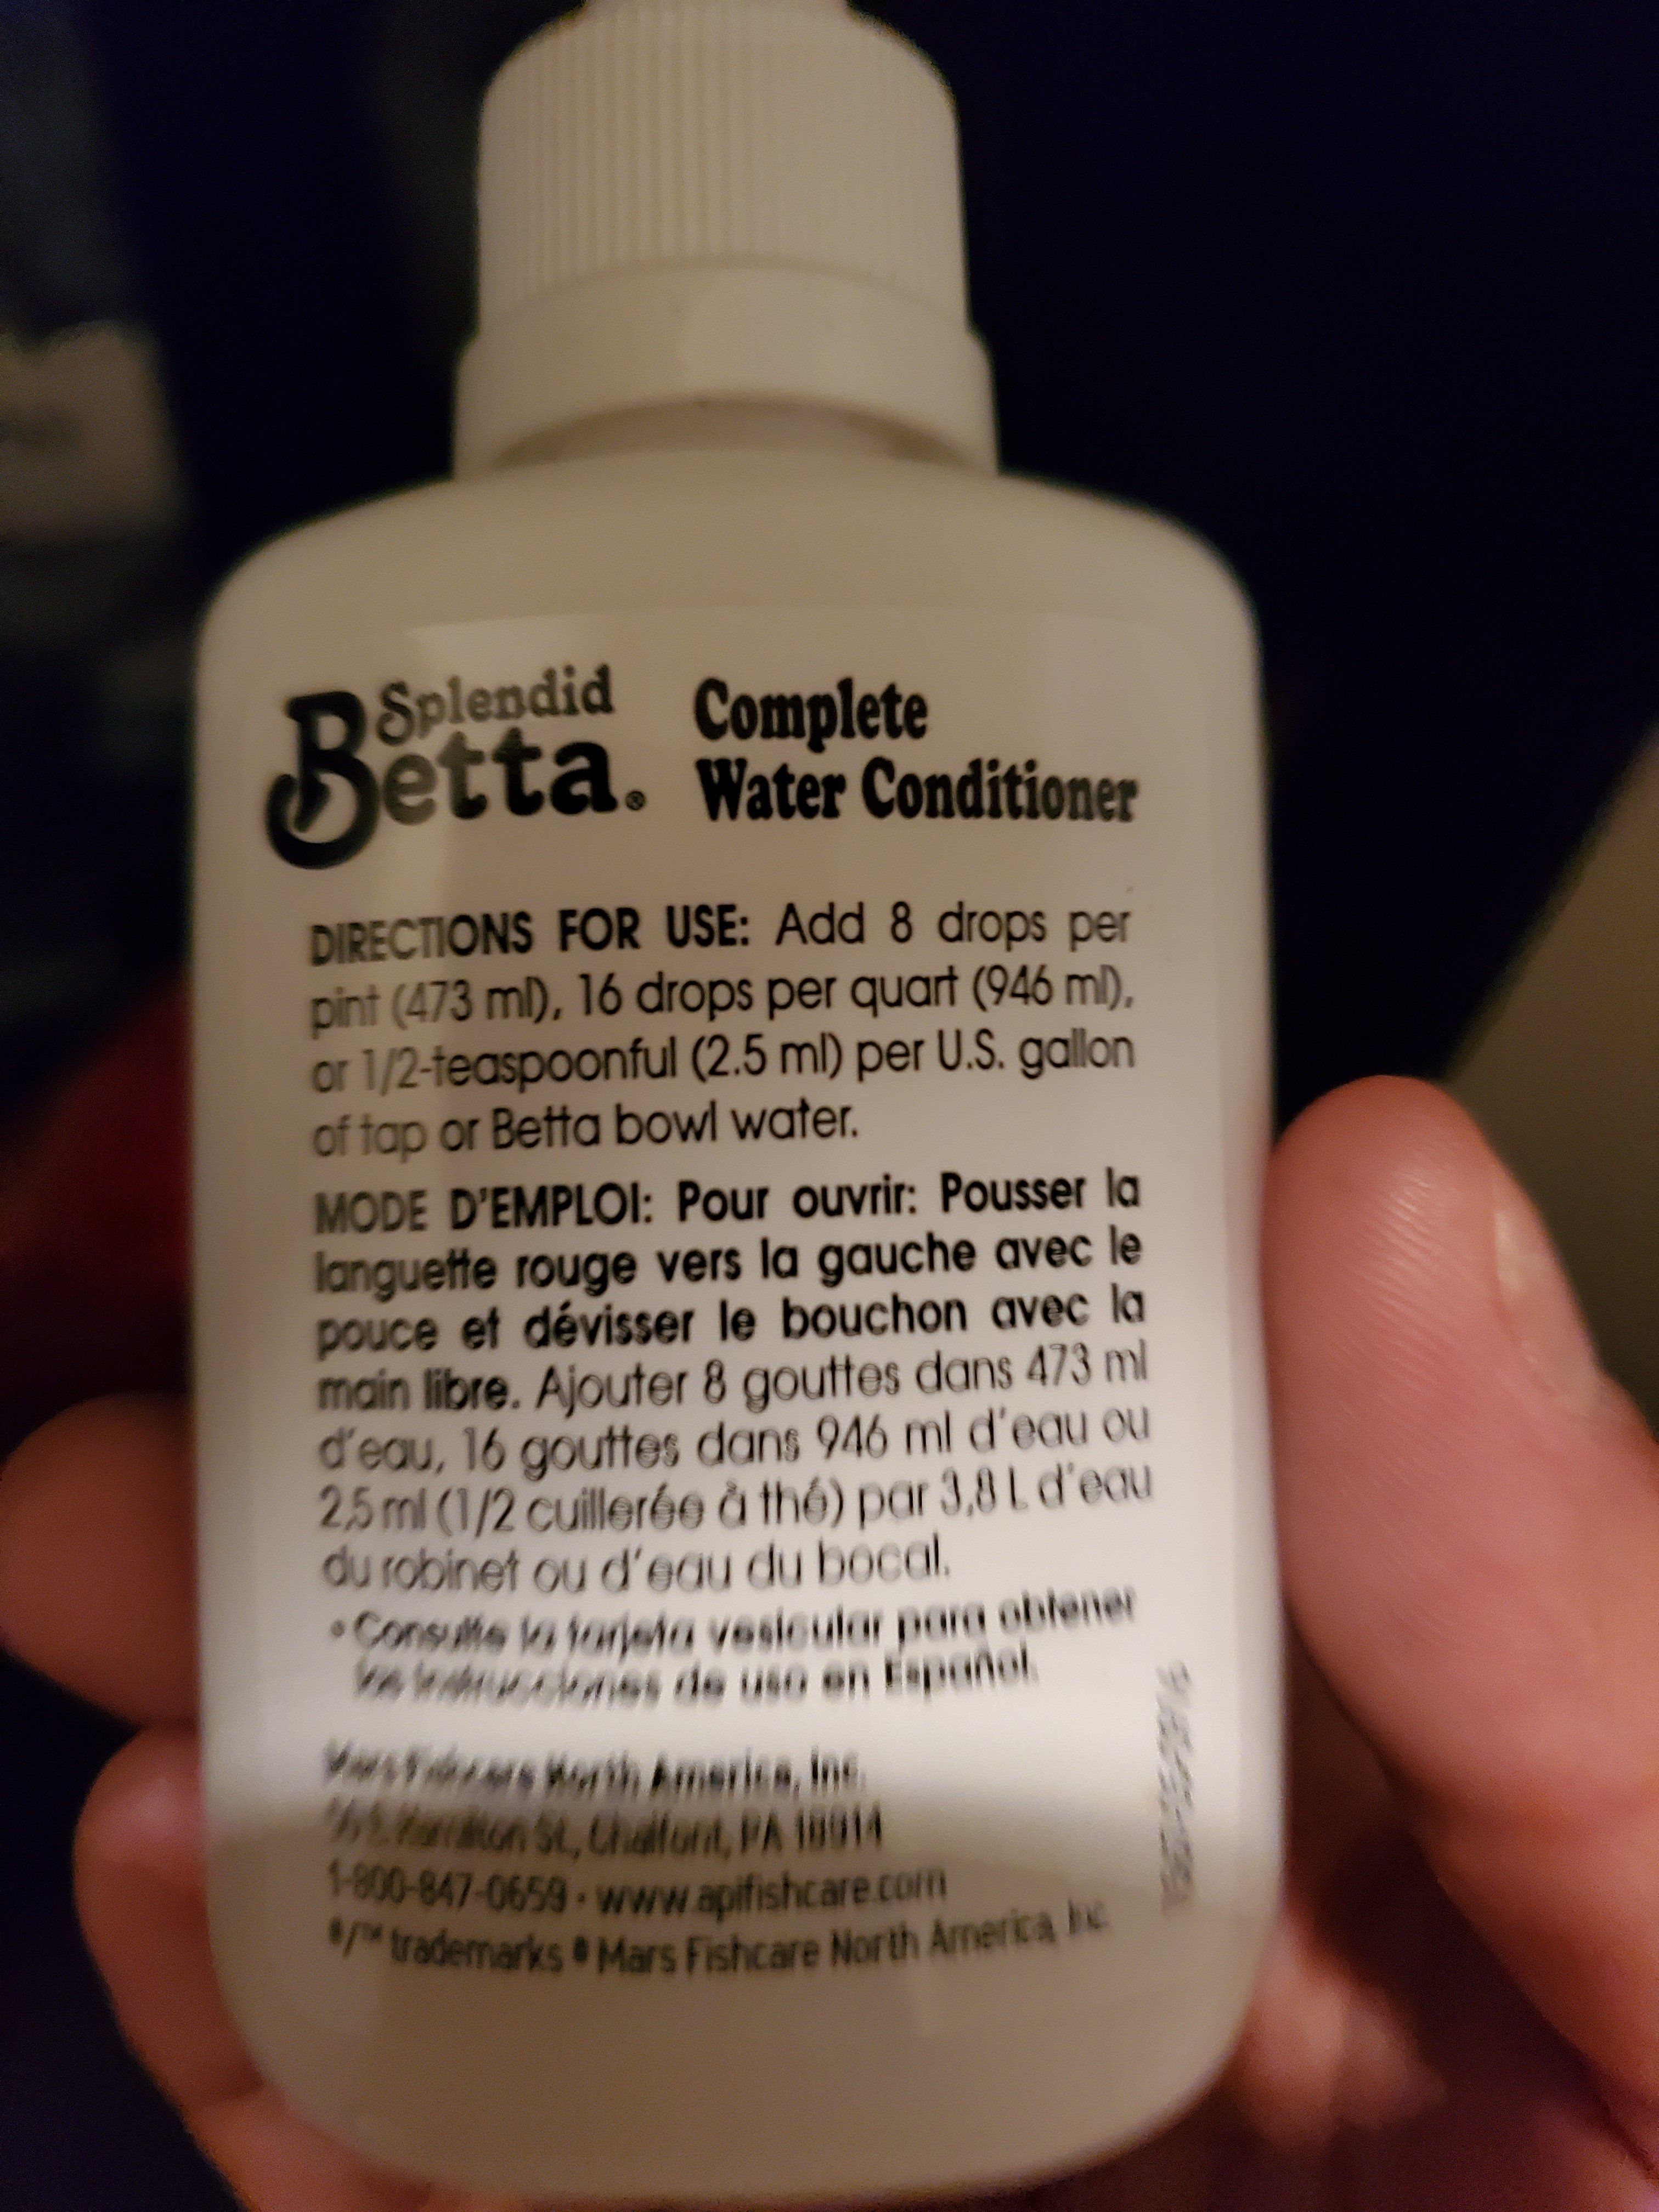 Splendid
Betta®
Complete
Water Conditioner
DIRECTIONS FOR USE: Add 8 drops per
pint (473 ml), 16 drops per quart (946 ml),
or 1/2-teaspoonful (2.5 ml) per U.S. gallon
of tap or Betta bowl water.
MODE D'EMPLOI: Pour ouvrir: Pousser la
languette rouge vers la gauche avec le
pouce et dévisser le bouchon avec la
main libre. Ajouter 8 gouttes dans 473 ml
d'eau, 16 gouttes dans 946 ml d'eau ou
2,5 ml (1/2 cuillerée à thé) par 3,8 L d'eau
du robinet ou d'eau du bocal.
• Consulte la tarjeta vesicular para obtener
las instrucciones de uso en Español.
Mars Fishcare North America, Inc.
Hamilton St., Chalfont, PA 18914
1-800-847-0659 · www.apifishcare.com
®/™ trademarks Mars Fishcare North America, Inc.